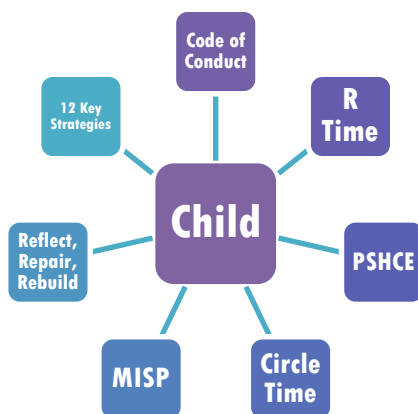 Code of
Conduct
R
Time
12 Key
Strategies
Child
Reflect,
Repair,
Rebuild
PSHCE
MISP
Circle
Time